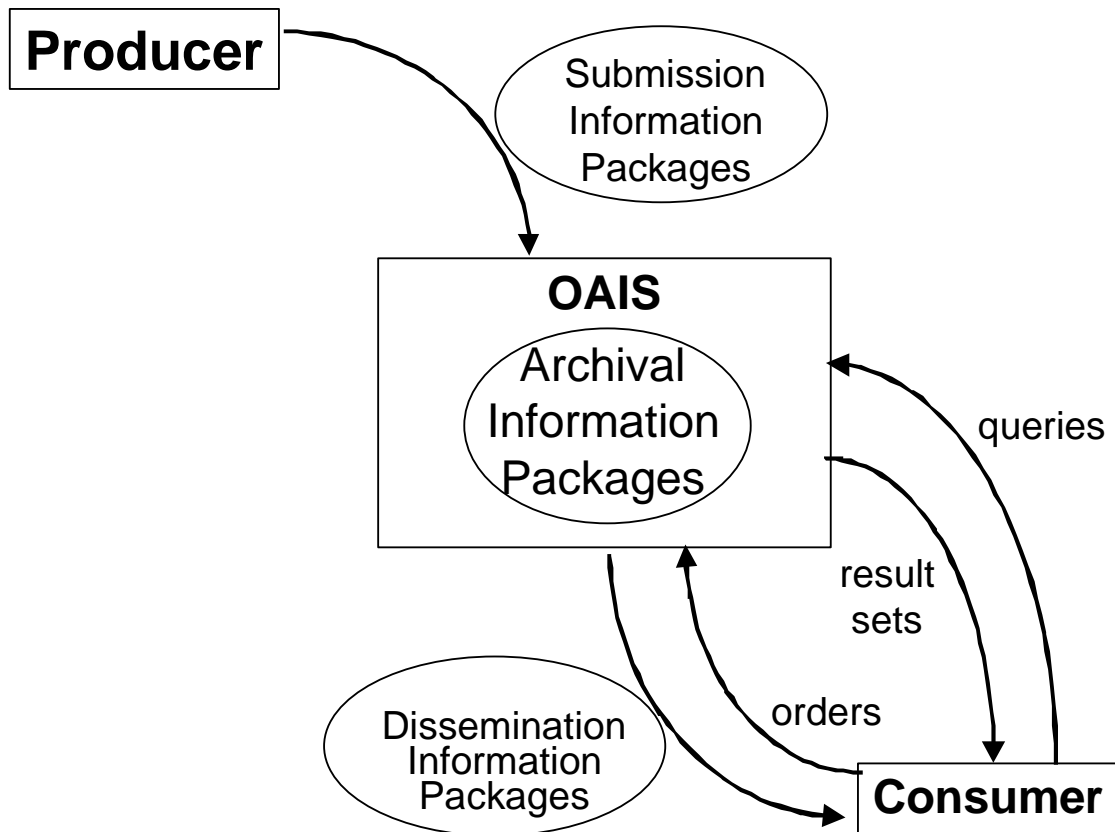 Producer
Submission
Information
Packages
OAIS
Archival
Information
Packages
queries
result
sets
orders
Dissemination
Information
Packages
Consumer